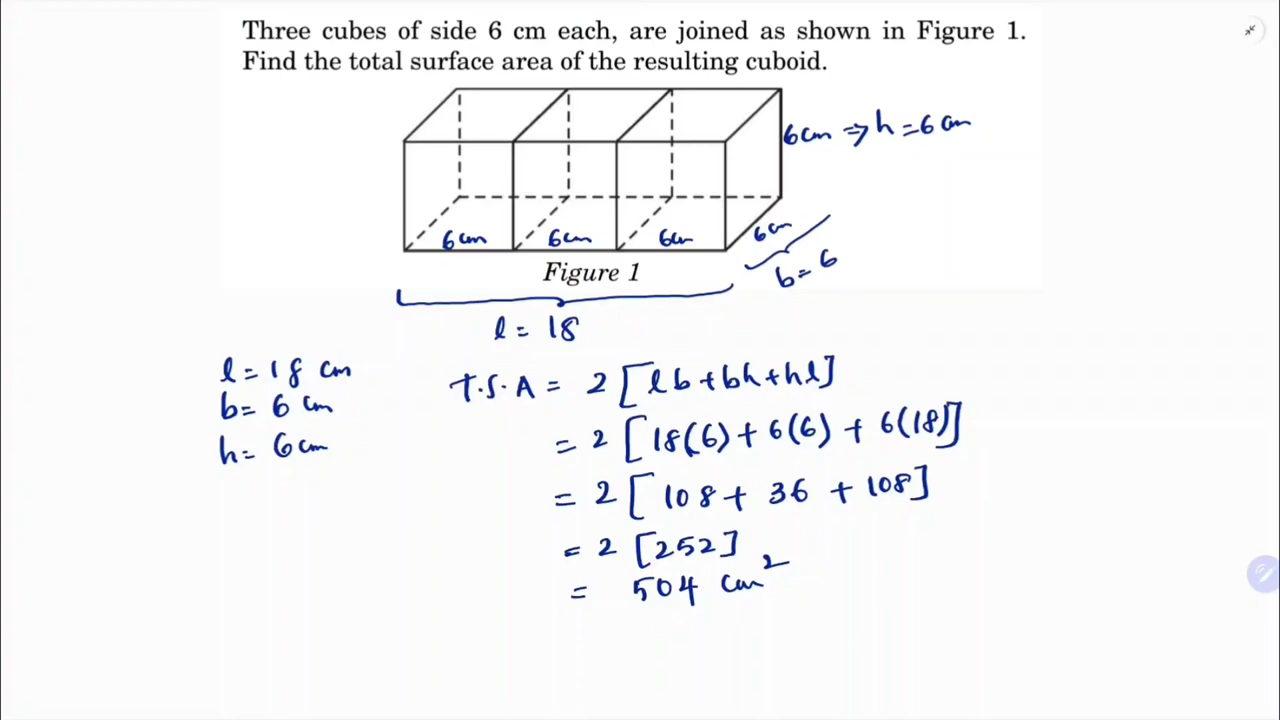 Three cubes of side 6 cm each, are joined as shown in Figure 1.
Find the total surface area of the resulting cuboid.
6cm ⇒ h = 6 cm
6cm 6cm 6cm 6cm
b = 6
Figure 1
l = 18
l = 18 cm
b = 6 cm
h = 6 cm
T.S.A = 2 [lb + bh + hl]
= 2 [18(6) + 6(6) + 6(18)]
= 2 [108 + 36 + 108]
= 2 [252]
= 504 cm²